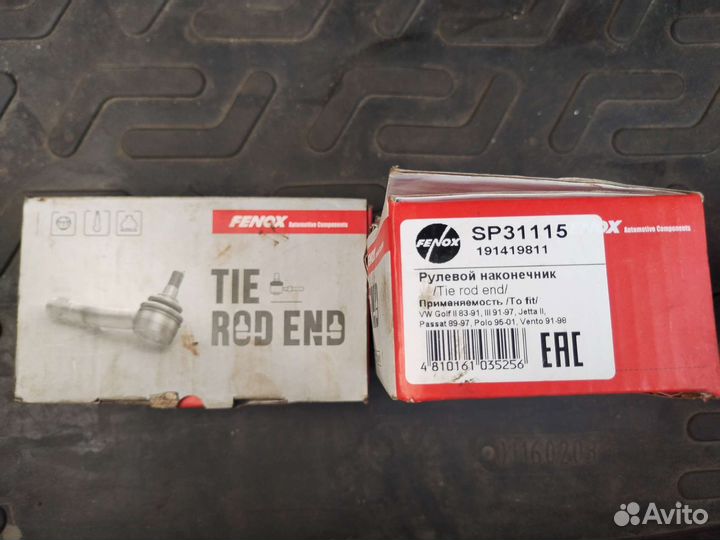 FENOX Automotive Components
TIE
ROD END
FENOX Automotive Components
FENOX
SP31115
191419811
Рулевой наконечник
/Tie rod end/
Применяемость /To fit/
VW Golf II 83-91, III 91-97, Jetta II,
Passat 89-97, Polo 95-01, Vento 91-98
4 810161 035256
EAC
Avito